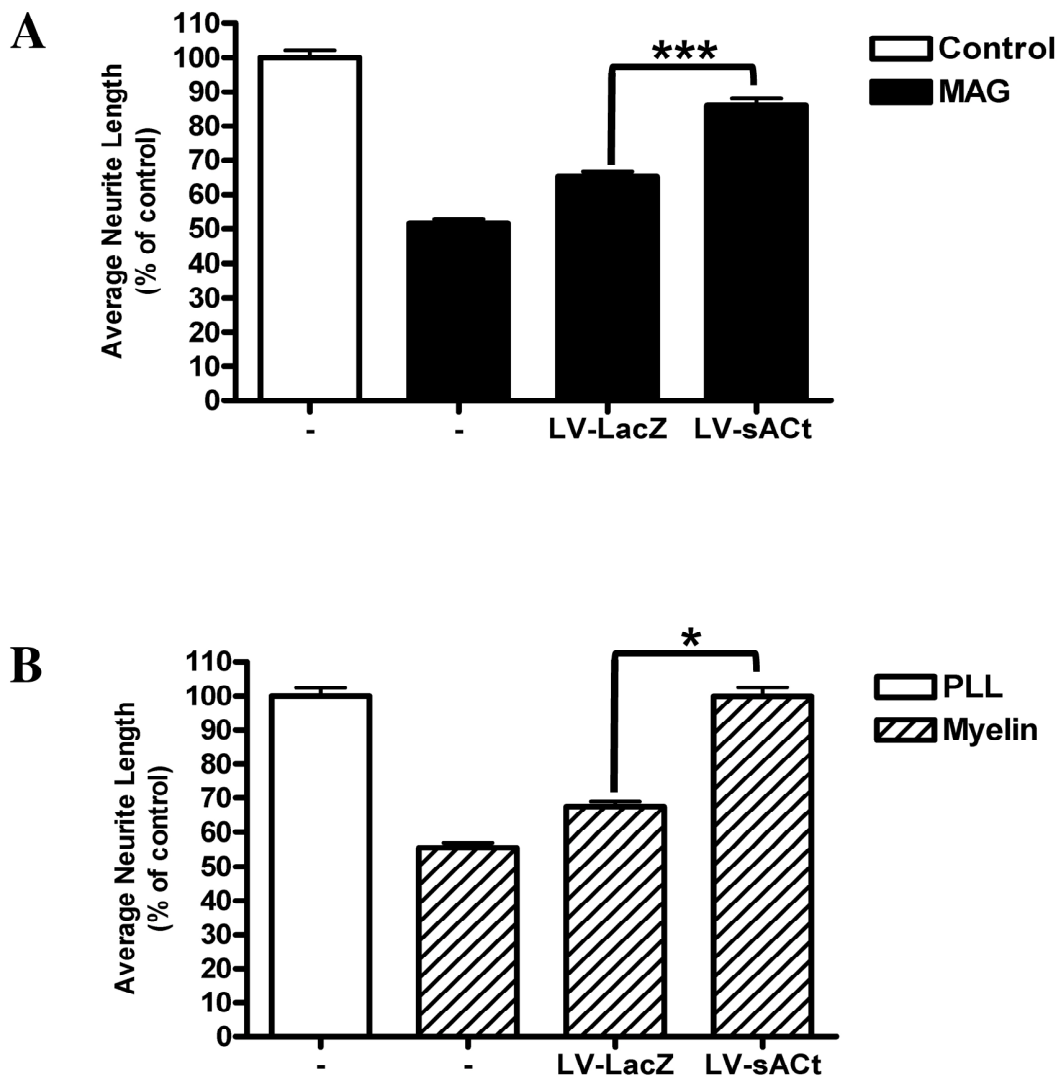 A
Average Neurite Length
(% of control)
110
100
90
80
70
60
50
40
30
20
10
0
***
Control
MAG
- - LV-LacZ LV-sACt
B
Average Neurite Length
(% of control)
110
100
90
80
70
60
50
40
30
20
10
0
*
PLL
Myelin
- - LV-LacZ LV-sACt